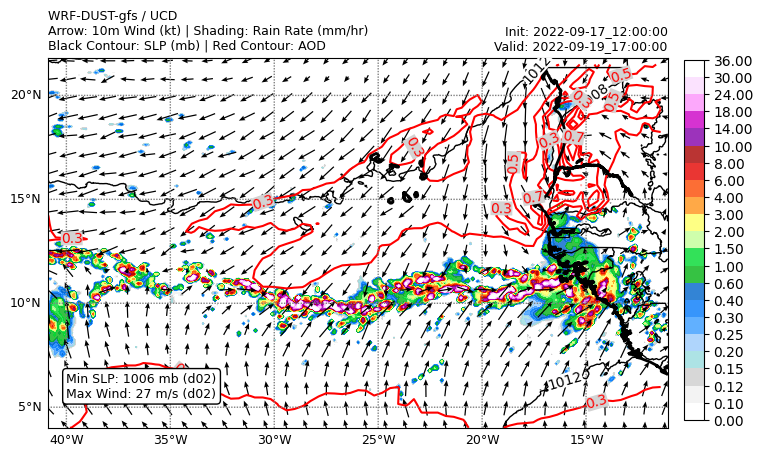 WRF-DUST-gfs / UCD
Arrow: 10m Wind (kt) | Shading: Rain Rate (mm/hr)
Black Contour: SLP (mb) | Red Contour: AOD
Init: 2022-09-17_12:00:00
Valid: 2022-09-19_17:00:00
36.00
30.00
24.00
18.00
14.00
10.00
8.00
6.00
4.00
3.00
2.00
1.50
1.00
0.60
0.40
0.30
0.25
0.20
0.15
0.12
0.10
0.00
20°N
15°N
10°N
5°N
1012
0.5
0.3
0.7
0.3
0.5
0.3
0.7
0.3
0.3
1012
0.3
Min SLP: 1006 mb (d02)
Max Wind: 27 m/s (d02)
40°W
35°W
30°W
25°W
20°W
15°W